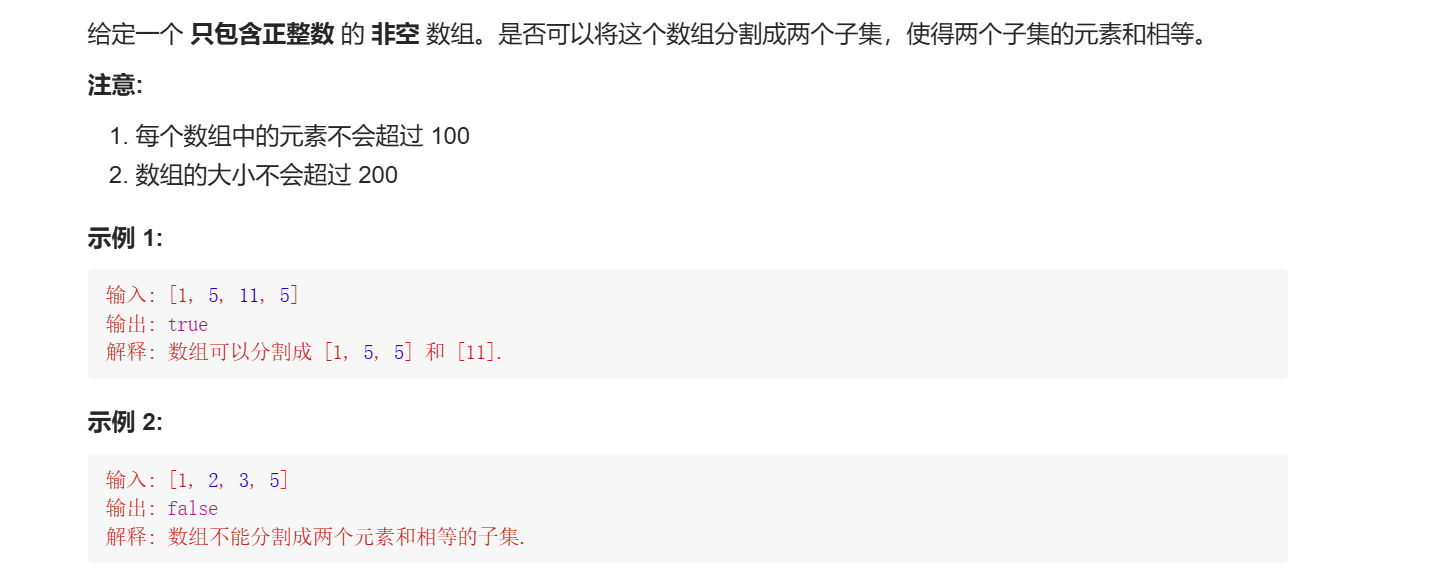 给定一个 只包含正整数 的 非空 数组。是否可以将这个数组分割成两个子集，使得两个子集的元素和相等。
注意:
1. 每个数组中的元素不会超过 100
2. 数组的大小不会超过 200
示例 1:
输入: [1, 5, 11, 5]
输出: true
解释: 数组可以分割成 [1, 5, 5] 和 [11].
示例 2:
输入: [1, 2, 3, 5]
输出: false
解释: 数组不能分割成两个元素和相等的子集.